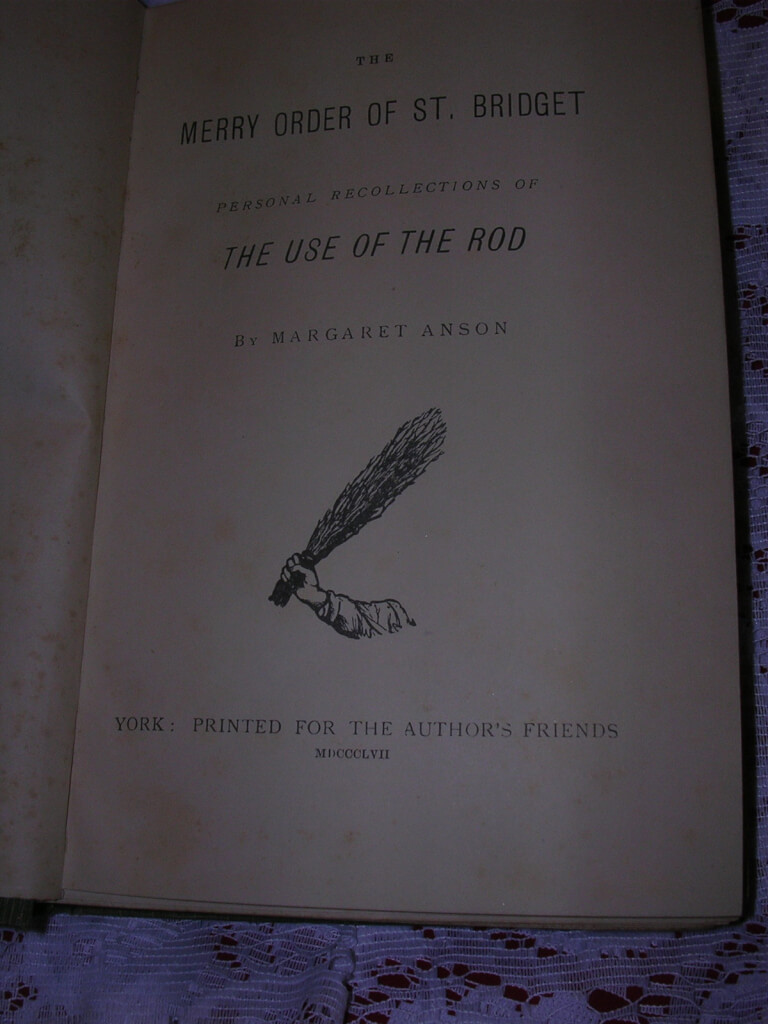 THE
MERRY ORDER OF ST. BRIDGET
PERSONAL RECOLLECTIONS OF
THE USE OF THE ROD
BY MARGARET ANSON
YORK: PRINTED FOR THE AUTHOR'S FRIENDS
MDCCCLVII